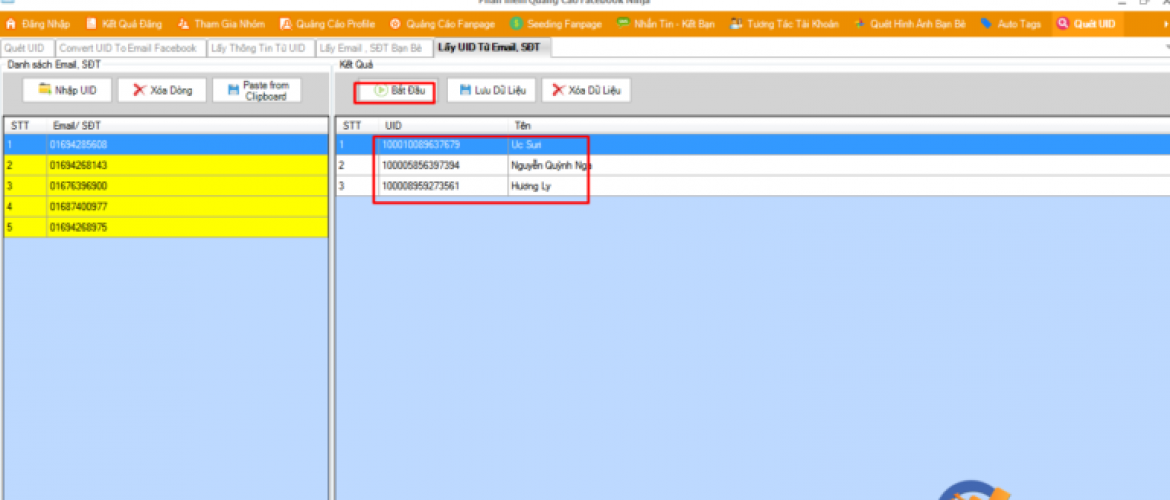 Phần mềm Quảng Cáo Facebook Ninja
Đăng Nhập Kết Quả Đăng Tham Gia Nhóm Quảng Cáo Profile Quảng Cáo Fanpage Seeding Fanpage Nhắn Tin - Kết Bạn Tương Tác Tài Khoản Quét Hình Ảnh Bạn Bè Auto Tags Quét UID
Quét UID Convert UID To Email Facebook Lấy Thông Tin Từ UID Lấy Email , SĐT Bạn Bè Lấy UID Từ Email, SĐT
Danh sách Email, SĐT Kết Quả
Nhập UID Xóa Dòng Paste from Clipboard Bắt Đầu Lưu Dữ Liệu Xóa Dữ Liệu
STT Email/ SĐT STT UID Tên
1 01694285608 1 100010089637679 Uc Suri
2 01694268143 2 100005856397394 Nguyễn Quỳnh Nga
3 01676396900 3 100008959273561 Hương Ly
4 01687400977
5 01694268975